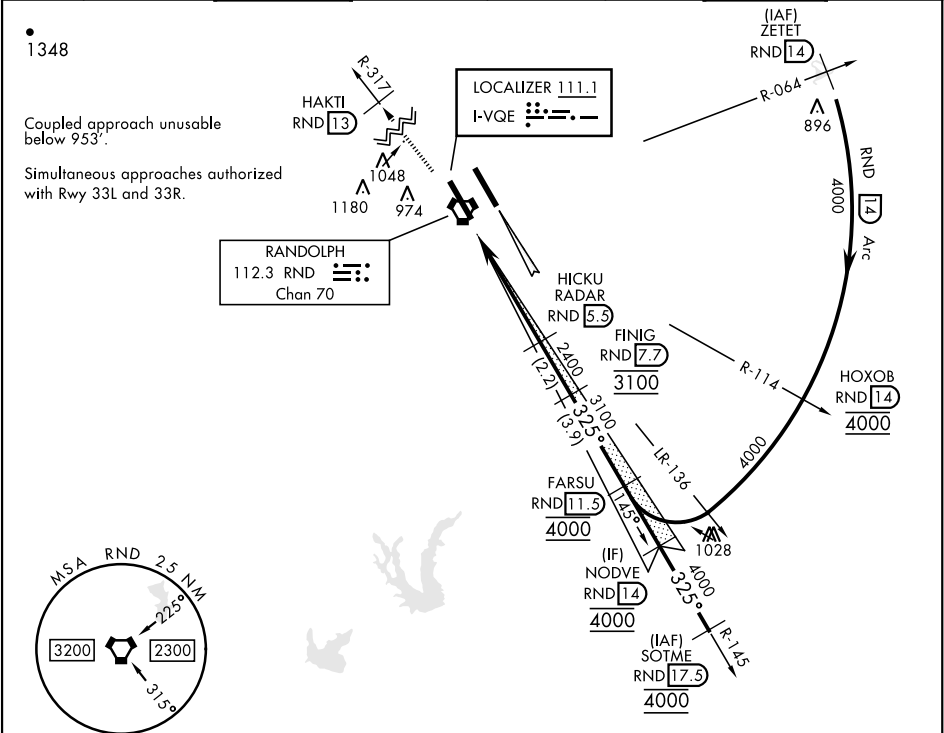 1348
Coupled approach unusable
below 953'.
Simultaneous approaches authorized
with Rwy 33L and 33R.
R-317
HAKTI
RND 13
LOCALIZER 111.1
I-VQE
(IAF)
ZETET
RND 14
R-064
896
RND
14
Arc
4000
1048
1180
974
RANDOLPH
112.3 RND
Chan 70
HICKU
RADAR
RND 5.5
FINIG
RND 7.7
3100
2400
(2.2)
3100
(3.9)
325°
R-114
HOXOB
RND 14
4000
4000
LR-136
FARSU
RND 11.5
4000
145°
1028
(IF)
NODVE
RND 14
4000
4000
325°
(IAF)
SOTME
RND 17.5
4000
R-145
MSA RND 25 NM
225°
3200
2300
315°